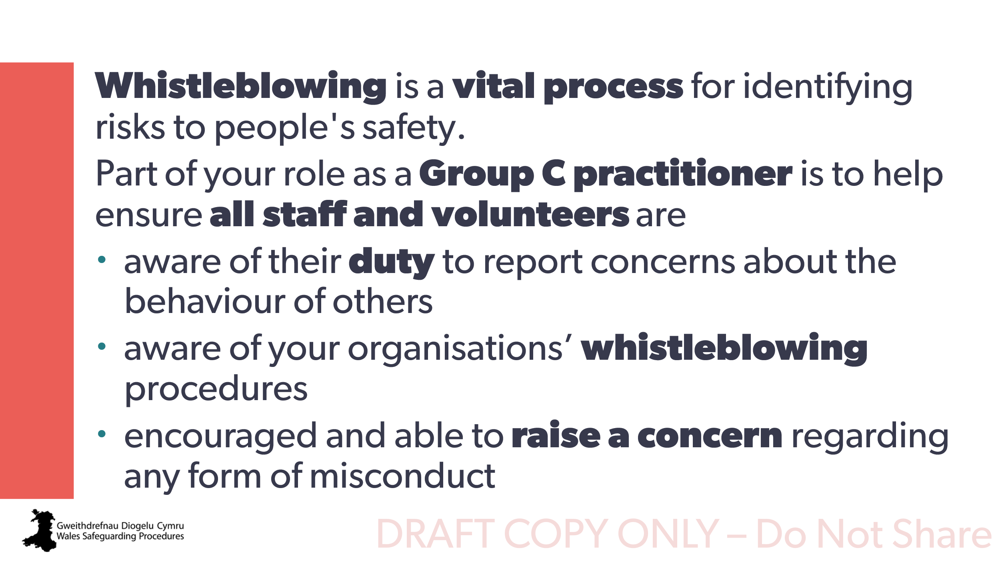 Whistleblowing is a vital process for identifying
risks to people's safety.
Part of your role as a Group C practitioner is to help
ensure all staff and volunteers are
• aware of their duty to report concerns about the
behaviour of others
• aware of your organisations’ whistleblowing
procedures
• encouraged and able to raise a concern regarding
any form of misconduct
Gweithdrefnau Diogelu Cymru
Wales Safeguarding Procedures
DRAFT COPY ONLY – Do Not Share